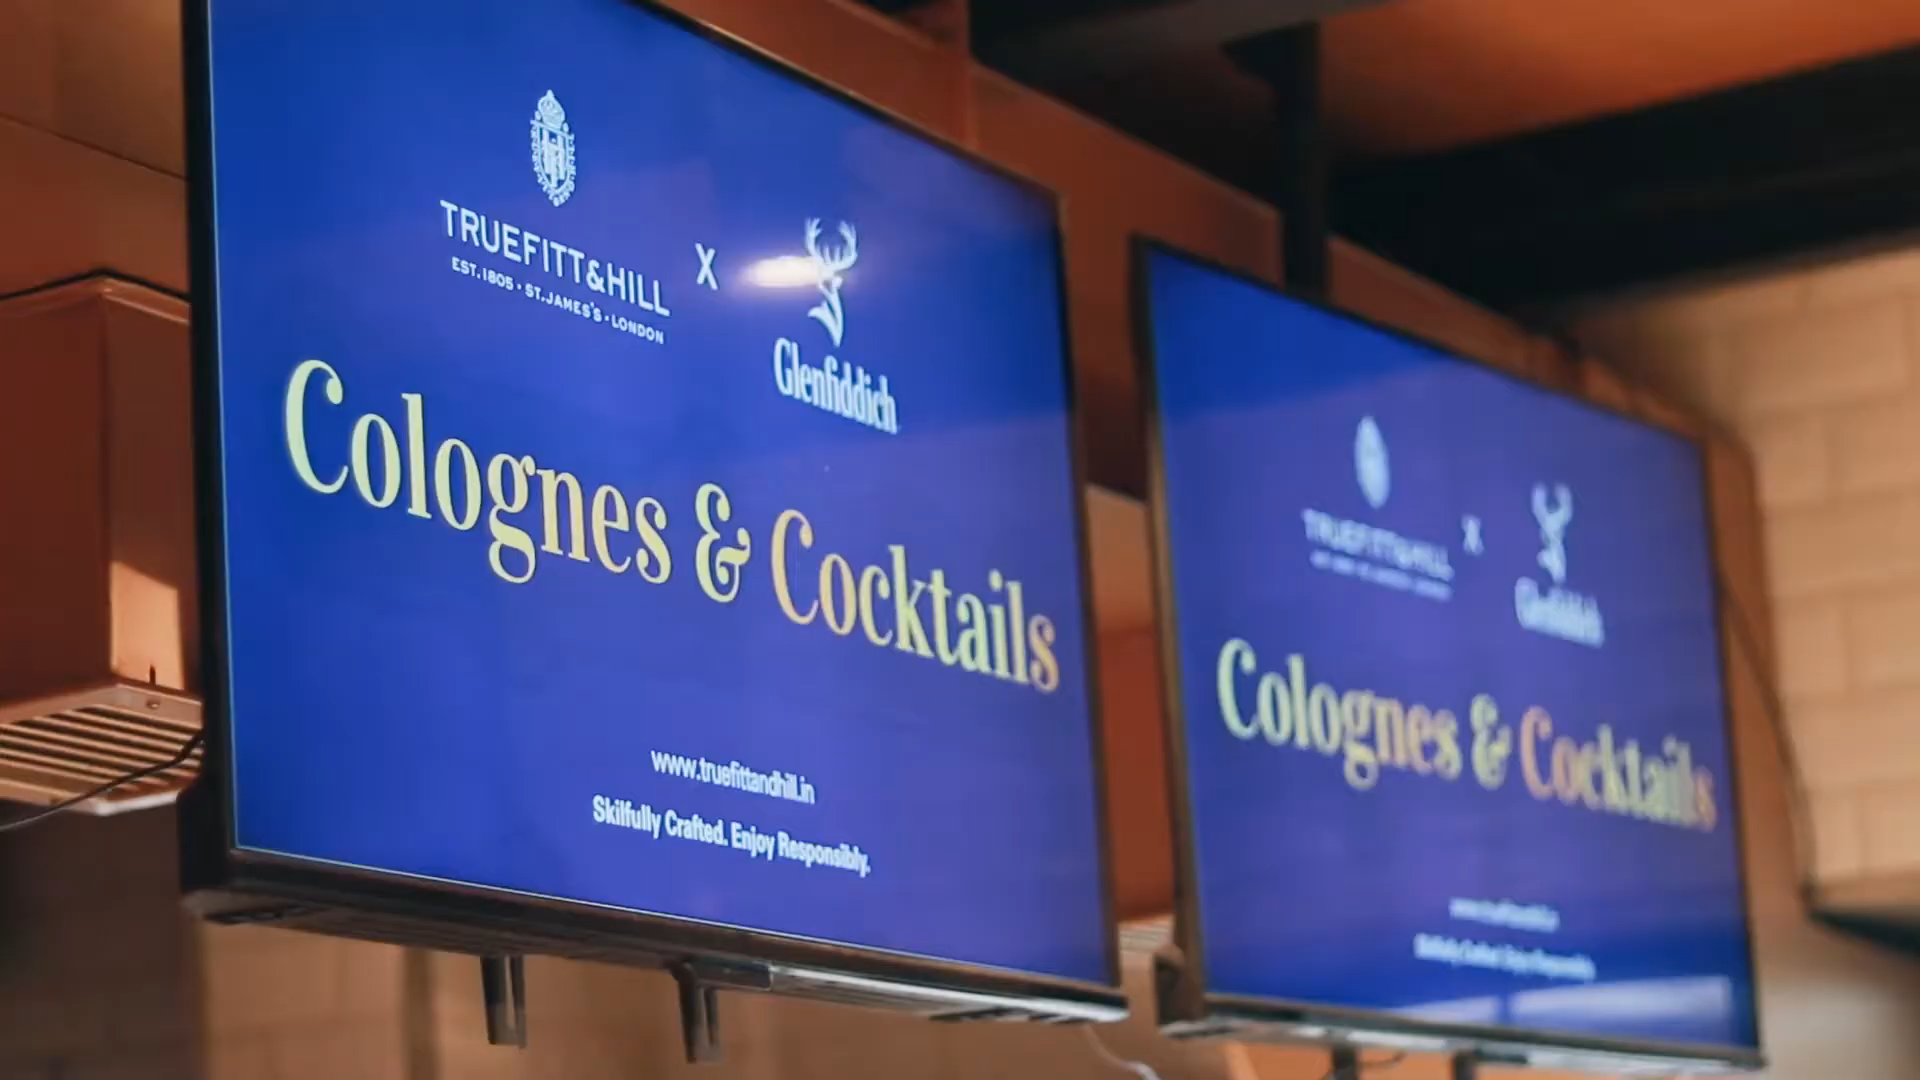 TRUEFITT&HILL
EST.1805 · ST.JAMES'S · LONDON
X
Glenfiddich
Colognes & Cocktails
www.truefittandhill.in
Skilfully Crafted. Enjoy Responsibly.
TRUEFITT&HILL
X
Glenfiddich
Colognes & Cocktails